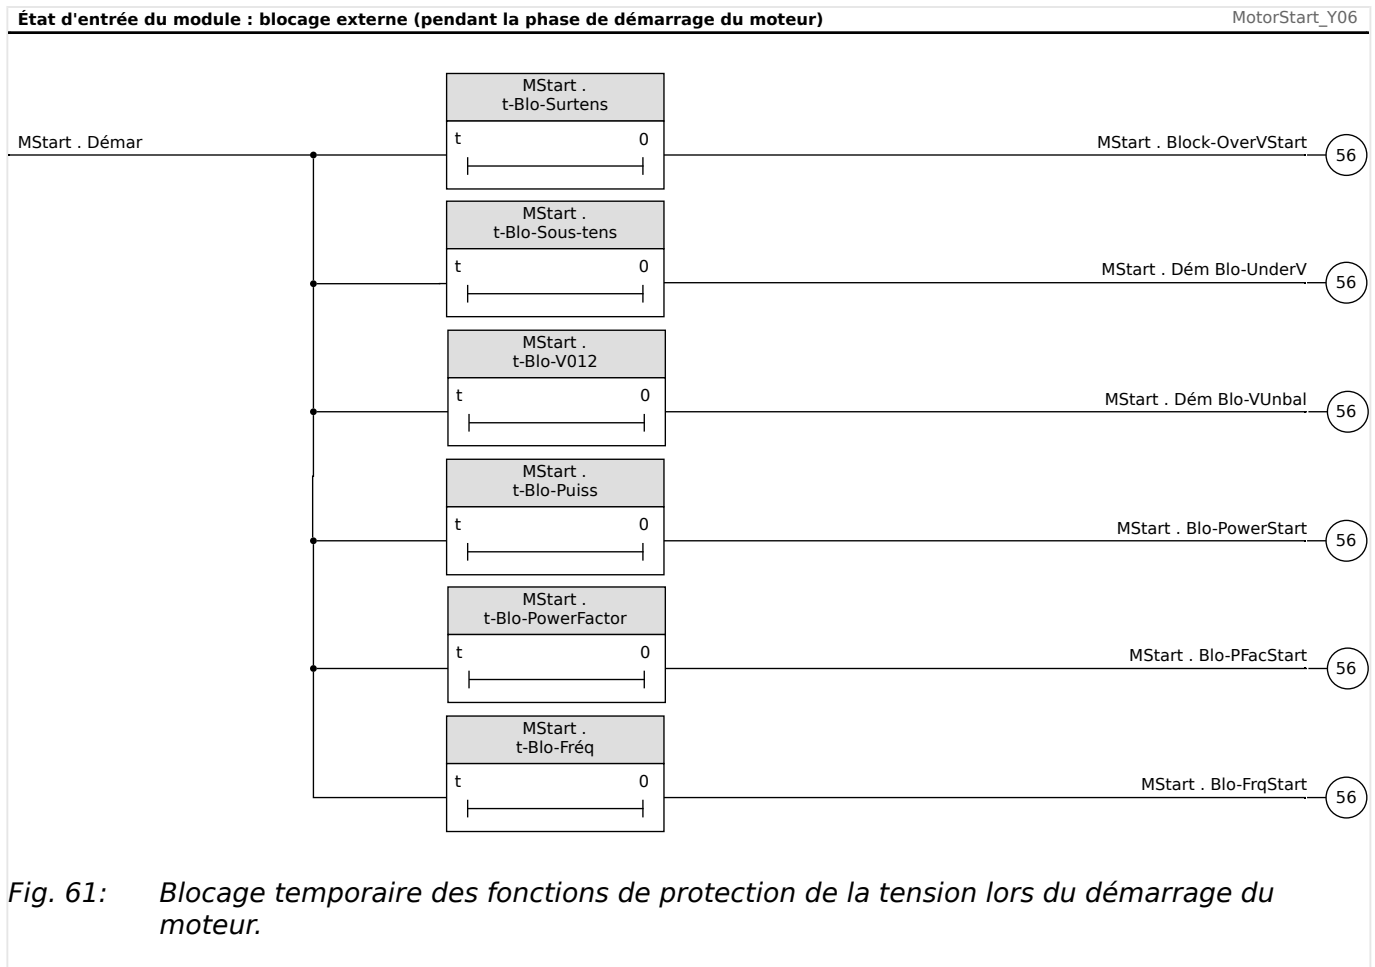 État d'entrée du module : blocage externe (pendant la phase de démarrage du moteur)
MotorStart_Y06
MStart .
t-Blo-Surtens
MStart . Démar
t 0
MStart . Block-OverVStart
56
MStart .
t-Blo-Sous-tens
t 0
MStart . Dém Blo-UnderV
56
MStart .
t-Blo-V012
t 0
MStart . Dém Blo-VUnbal
56
MStart .
t-Blo-Puiss
t 0
MStart . Blo-PowerStart
56
MStart .
t-Blo-PowerFactor
t 0
MStart . Blo-PFacStart
56
MStart .
t-Blo-Fréq
t 0
MStart . Blo-FrqStart
56
Fig. 61: Blocage temporaire des fonctions de protection de la tension lors du démarrage du
moteur.